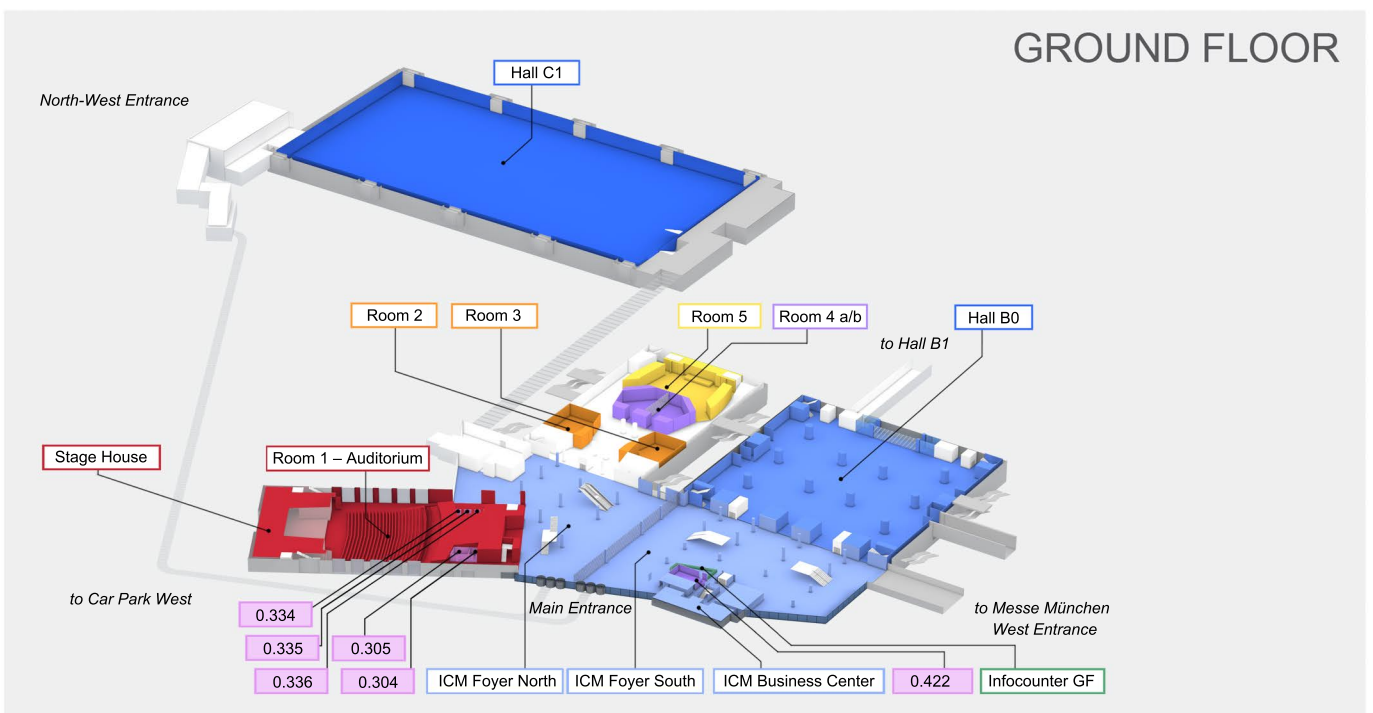 GROUND FLOOR
Hall C1
North-West Entrance
Room 2
Room 3
Room 5
Room 4 a/b
Hall B0
to Hall B1
Stage House
Room 1 – Auditorium
to Car Park West
Main Entrance
to Messe München
West Entrance
0.334
0.335
0.305
0.336
0.304
ICM Foyer North
ICM Foyer South
ICM Business Center
0.422
Infocounter GF